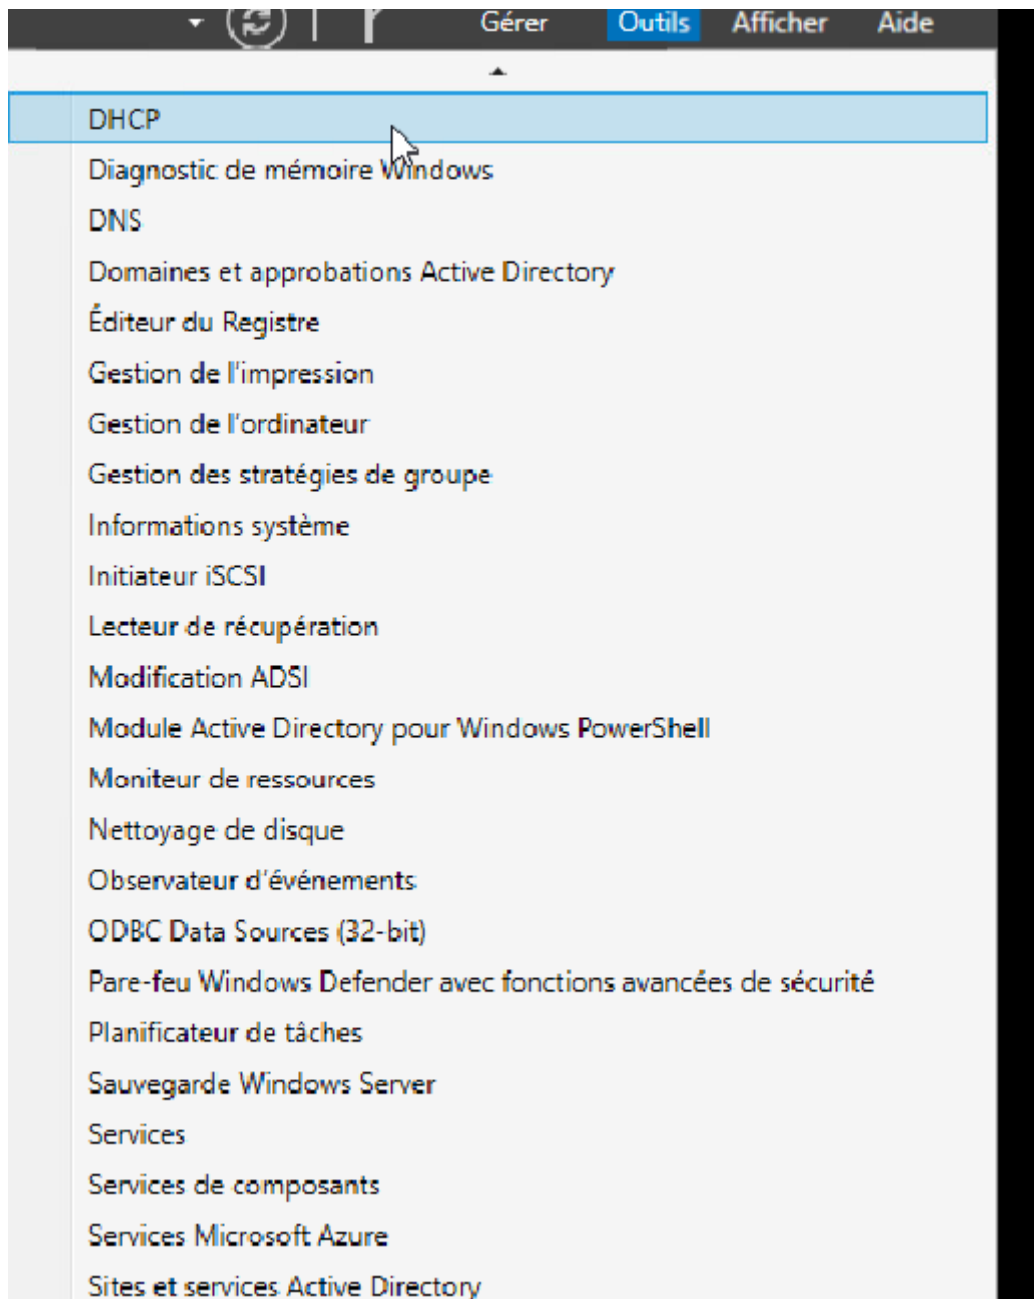 Gérer Outils Afficher Aide
DHCP
Diagnostic de mémoire Windows
DNS
Domaines et approbations Active Directory
Éditeur du Registre
Gestion de l'impression
Gestion de l'ordinateur
Gestion des stratégies de groupe
Informations système
Initiateur iSCSI
Lecteur de récupération
Modification ADSI
Module Active Directory pour Windows PowerShell
Moniteur de ressources
Nettoyage de disque
Observateur d'événements
ODBC Data Sources (32-bit)
Pare-feu Windows Defender avec fonctions avancées de sécurité
Planificateur de tâches
Sauvegarde Windows Server
Services
Services de composants
Services Microsoft Azure
Sites et services Active Directory